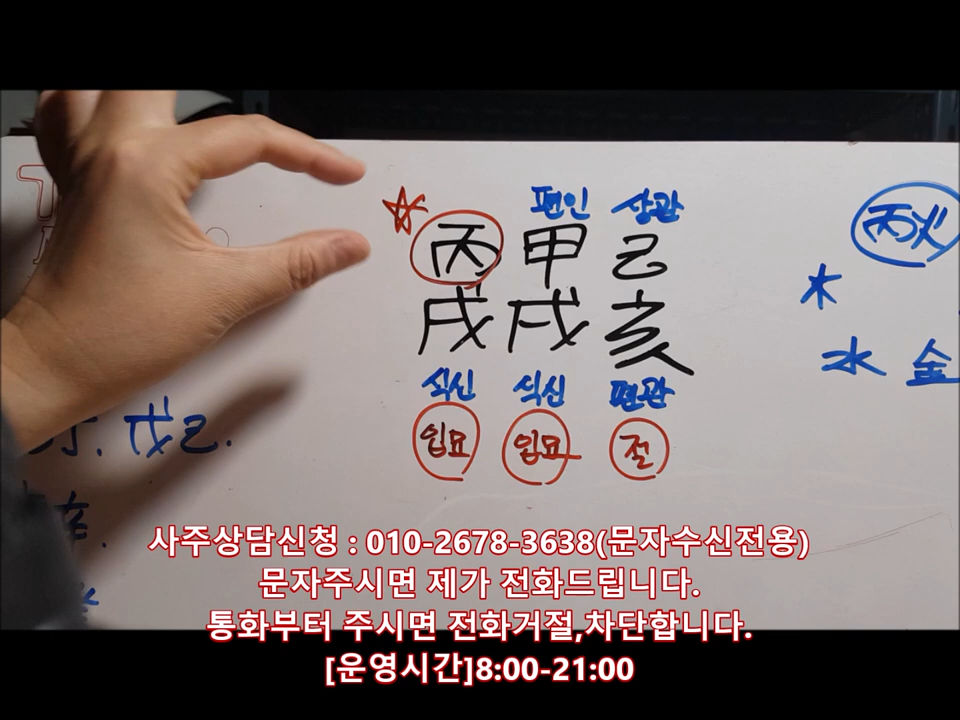 편인 상관
丙 甲 己
戌 戌 亥
식신 식신 편관
입묘 입묘 절
丙火
木
水 金
戊己.
사주상담신청 : 010-2678-3638(문자수신전용)
문자주시면 제가 전화드립니다.
통화부터 주시면 전화거절,차단합니다.
[운영시간]8:00-21:00